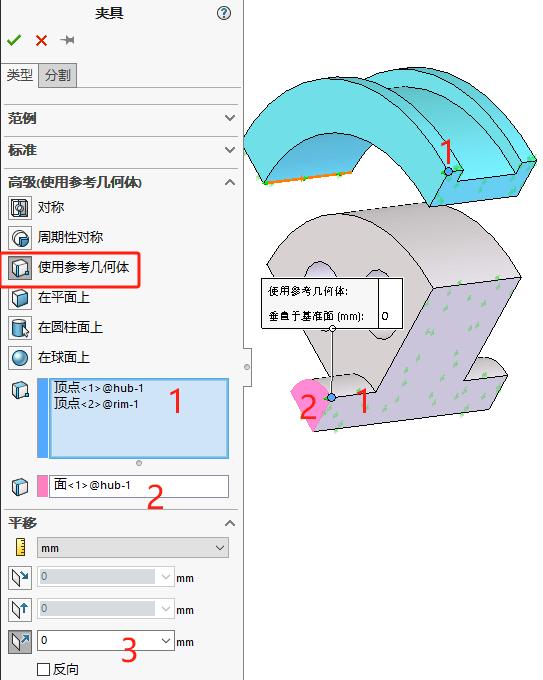 夹具
类型
分割
范例
标准
高级(使用参考几何体)
对称
周期性对称
使用参考几何体
在平面上
在圆柱面上
在球面上
顶点<1>@hub-1
顶点<2>@rim-1
1
面<1>@hub-1
2
平移
mm
0
mm
0
mm
0
mm
3
反向
1
使用参考几何体:
垂直于基准面 (mm):
0
2
1